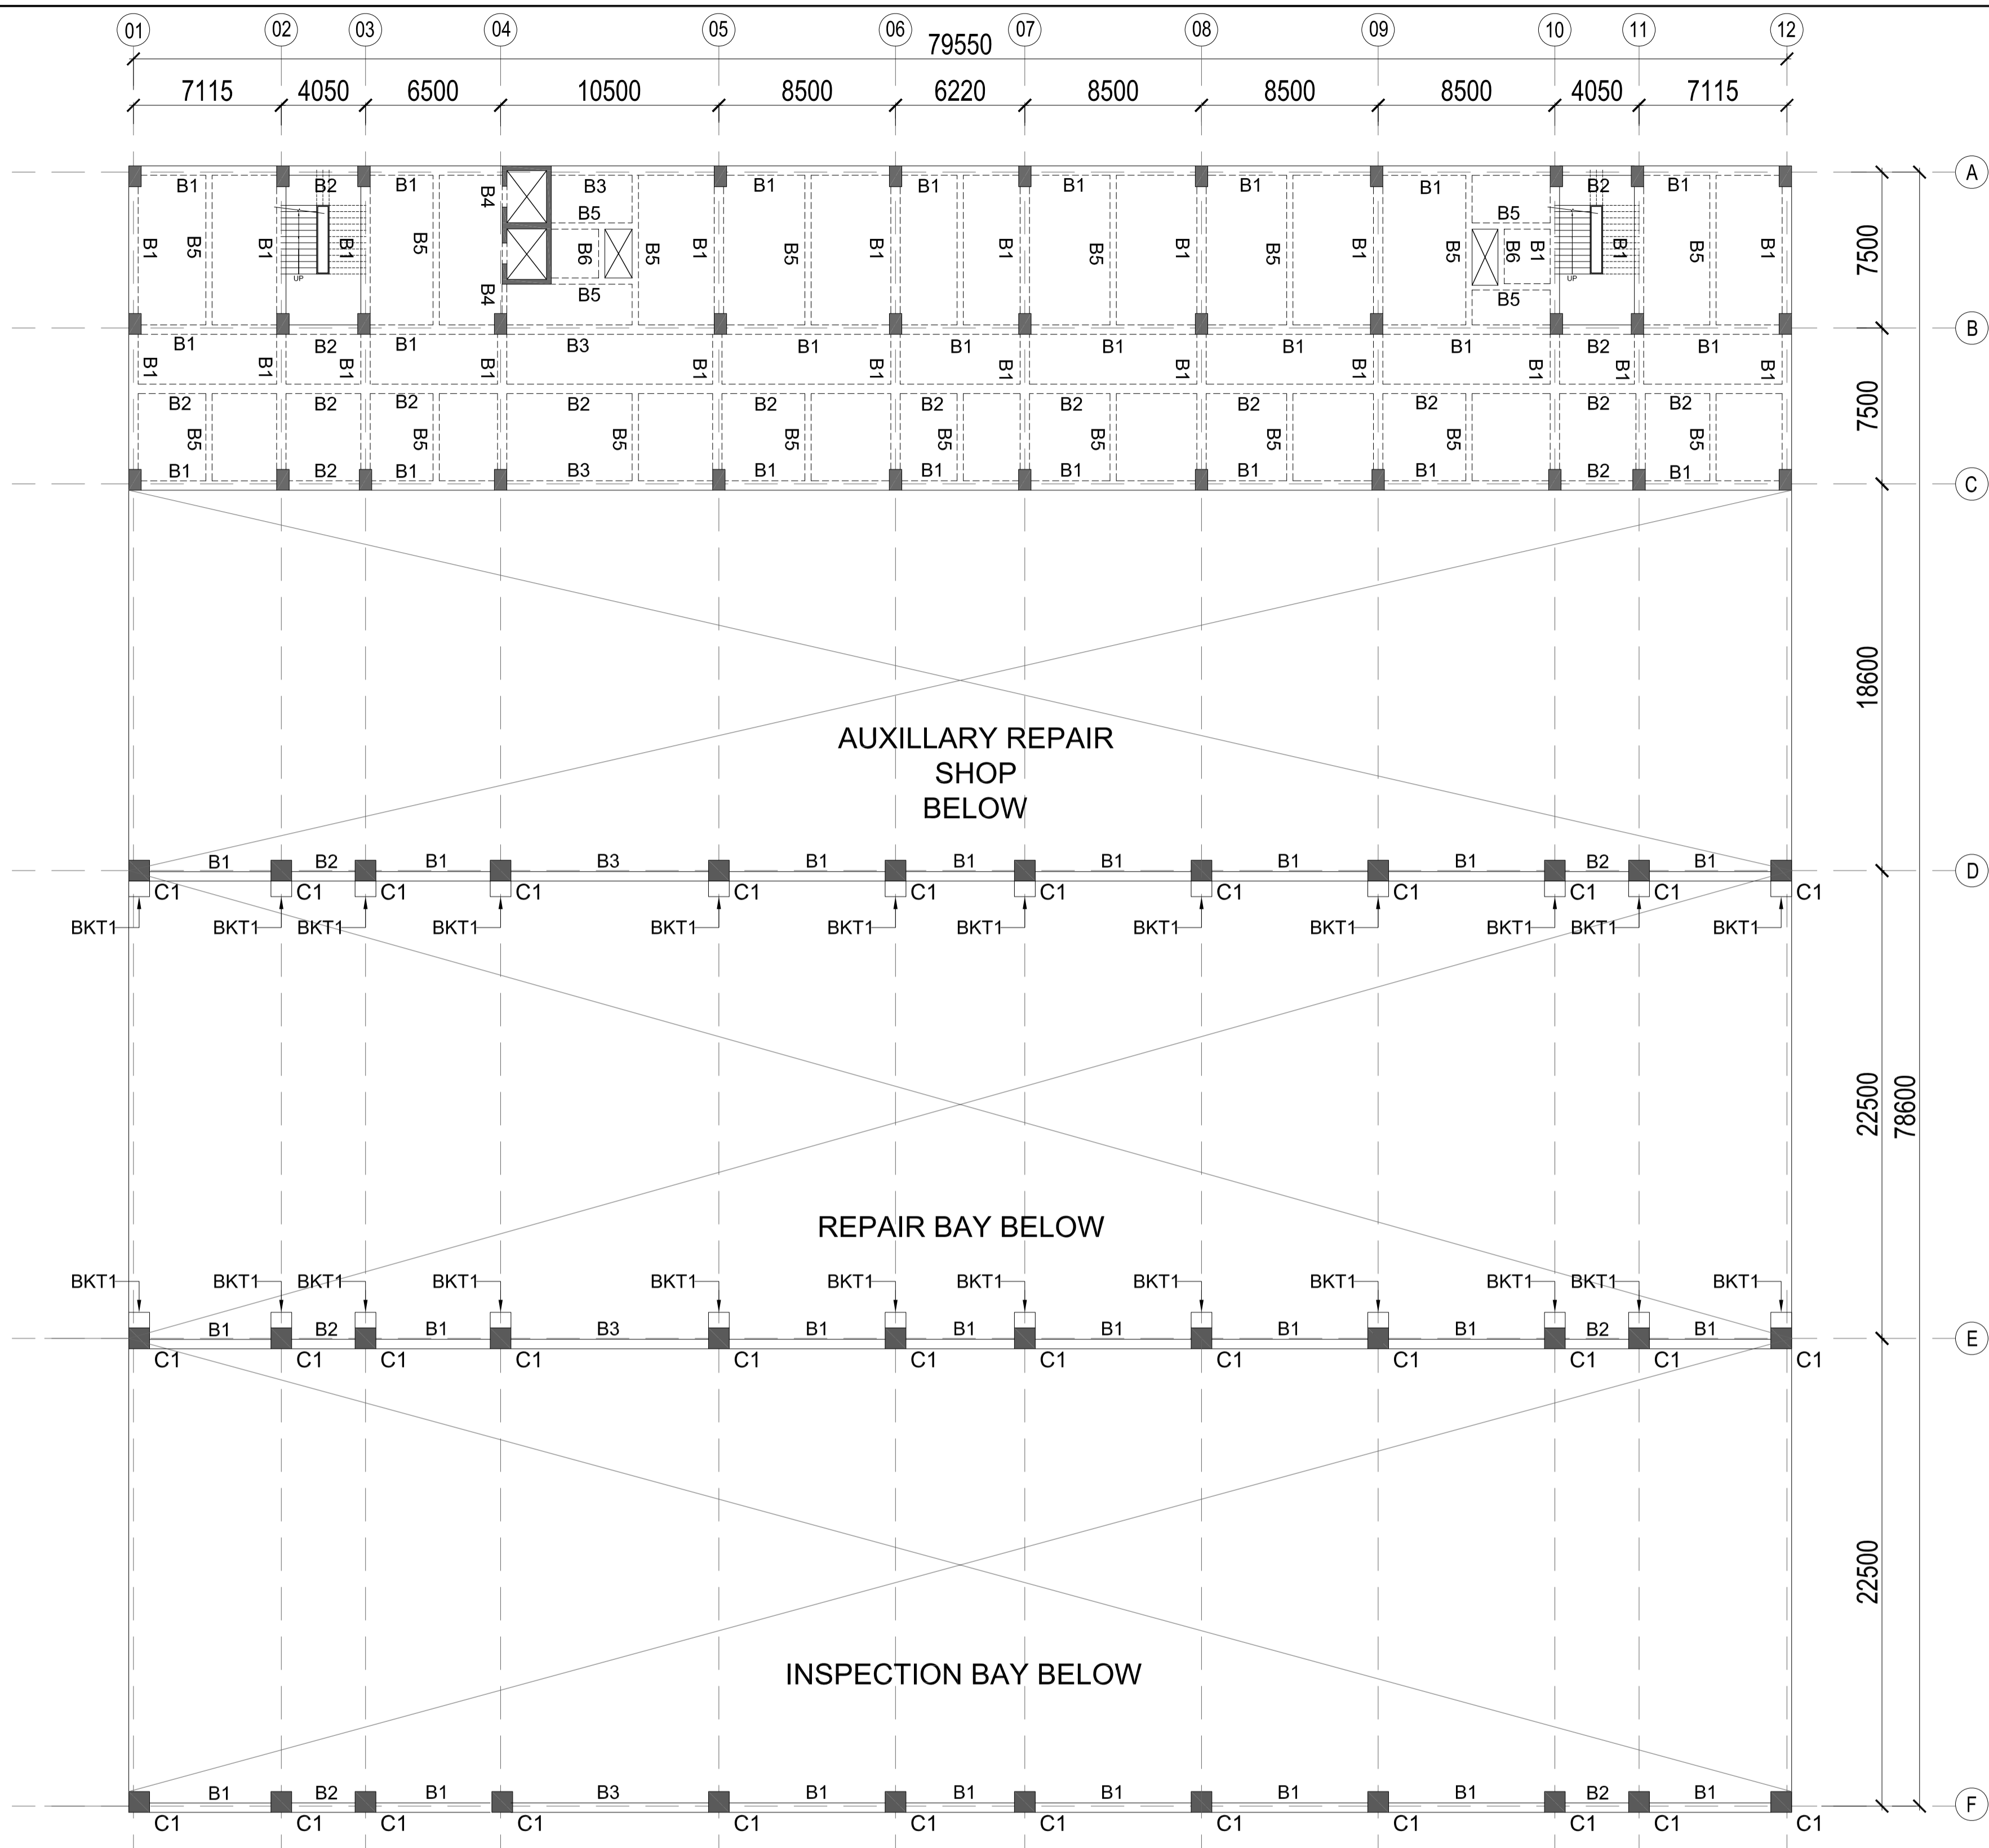 01 02 03 04 05 06 07 08 09 10 11 12
79550
7115 4050 6500 10500 8500 6220 8500 8500 8500 4050 7115
A
B1 B2 B1 B4 B3 B1 B1 B1 B1 B1 B2 B1
B5 B5
B1 B5 B1 B1 B5 B6 B5 B1 B5 B1 B5 B1 B5 B1 B5 B1 B5 B6 B1 B1 B5 B1
7500
UP UP
B4 B5 B5
B
B1 B2 B1 B3 B1 B1 B1 B1 B1 B2 B1
B1 B1 B1 B1 B1 B1 B1 B1 B1 B1 B1 B1
7500
B2 B2 B2 B2 B2 B2 B2 B2 B2 B2 B2
B5 B5 B5 B5 B5 B5 B5 B5 B5
B1 B2 B1 B3 B1 B1 B1 B1 B1 B2 B1
C
18600
AUXILLARY REPAIR
SHOP
BELOW
B1 B2 B1 B3 B1 B1 B1 B1 B1 B2 B1
D
C1 C1 C1 C1 C1 C1 C1 C1 C1 C1 C1 C1
BKT1 BKT1 BKT1 BKT1 BKT1 BKT1 BKT1 BKT1 BKT1 BKT1 BKT1 BKT1
22500
78600
REPAIR BAY BELOW
BKT1 BKT1 BKT1 BKT1 BKT1 BKT1 BKT1 BKT1 BKT1 BKT1 BKT1 BKT1
B1 B2 B1 B3 B1 B1 B1 B1 B1 B2 B1
E
C1 C1 C1 C1 C1 C1 C1 C1 C1 C1 C1 C1
22500
INSPECTION BAY BELOW
B1 B2 B1 B3 B1 B1 B1 B1 B1 B2 B1
F
C1 C1 C1 C1 C1 C1 C1 C1 C1 C1 C1 C1